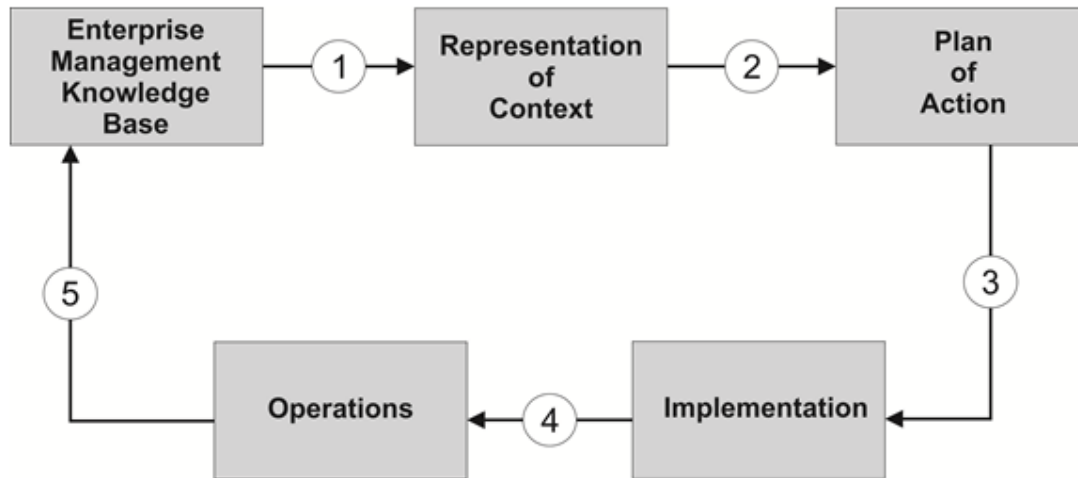 Enterprise
Management
Knowledge
Base
1
Representation
of
Context
2
Plan
of
Action
3
Implementation
4
Operations
5